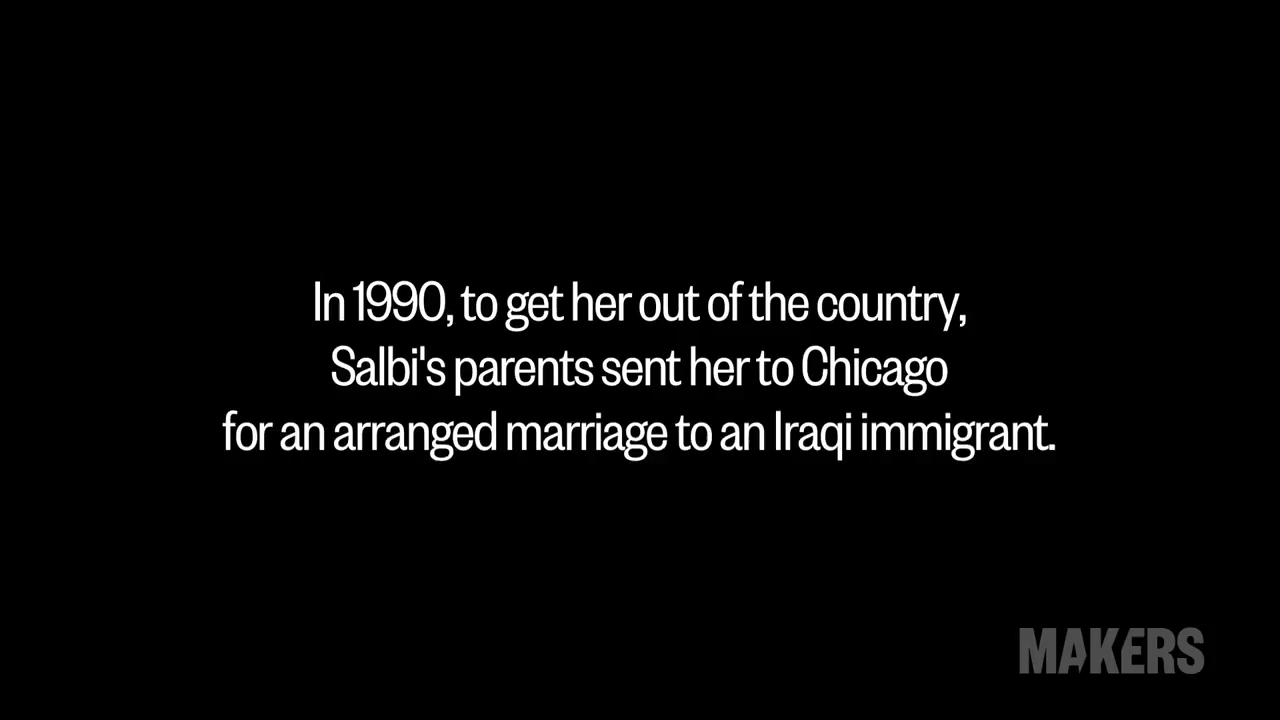 In 1990, to get her out of the country,
Salbi's parents sent her to Chicago
for an arranged marriage to an Iraqi immigrant.
MAKERS